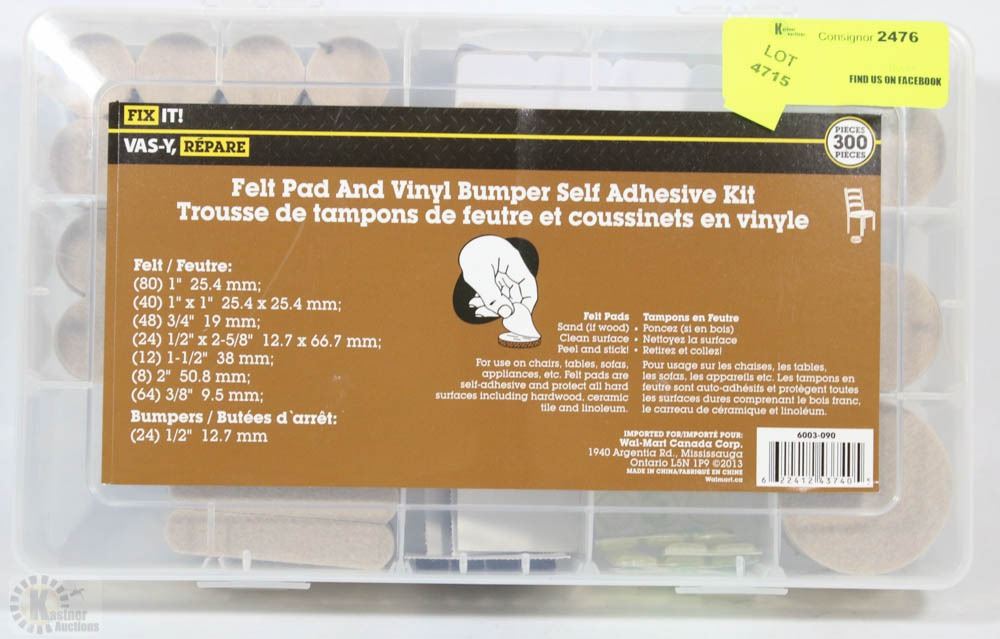 Kastner
Auctions
Consignor 2476
LOT
4715
FIND US ON FACEBOOK
FIX IT!
VAS-Y, RÉPARE
PIECES
300
PIECES
Felt Pad And Vinyl Bumper Self Adhesive Kit
Trousse de tampons de feutre et coussinets en vinyle
Felt / Feutre:
(80) 1" 25.4 mm;
(40) 1" x 1" 25.4 x 25.4 mm;
(48) 3/4" 19 mm;
(24) 1/2" x 2-5/8" 12.7 x 66.7 mm;
(12) 1-1/2" 38 mm;
(8) 2" 50.8 mm;
(64) 3/8" 9.5 mm;
Bumpers / Butées d'arrêt:
(24) 1/2" 12.7 mm
Felt Pads
Sand (if wood) •
Clean surface •
Peel and stick! •
For use on chairs, tables, sofas,
appliances, etc. Felt pads are
self-adhesive and protect all hard
surfaces including hardwood, ceramic
tile and linoleum.
Tampons en Feutre
Poncez (si en bois)
Nettoyez la surface
Retirez et collez!
Pour usage sur les chaises, les tables,
les sofas, les appareils etc. Les tampons en
feutre sont auto-adhésifs et protègent toutes
les surfaces dures comprenant le bois franc,
le carreau de céramique et linoléum.
IMPORTED FOR/IMPORTÉ POUR:
Wal-Mart Canada Corp.
1940 Argentia Rd., Mississauga
Ontario L5N 1P9 ©2013
MADE IN CHINA/FABRIQUÉ EN CHINE
Walmart.ca
6003-090
6 22412 43740
Kastner
Auctions